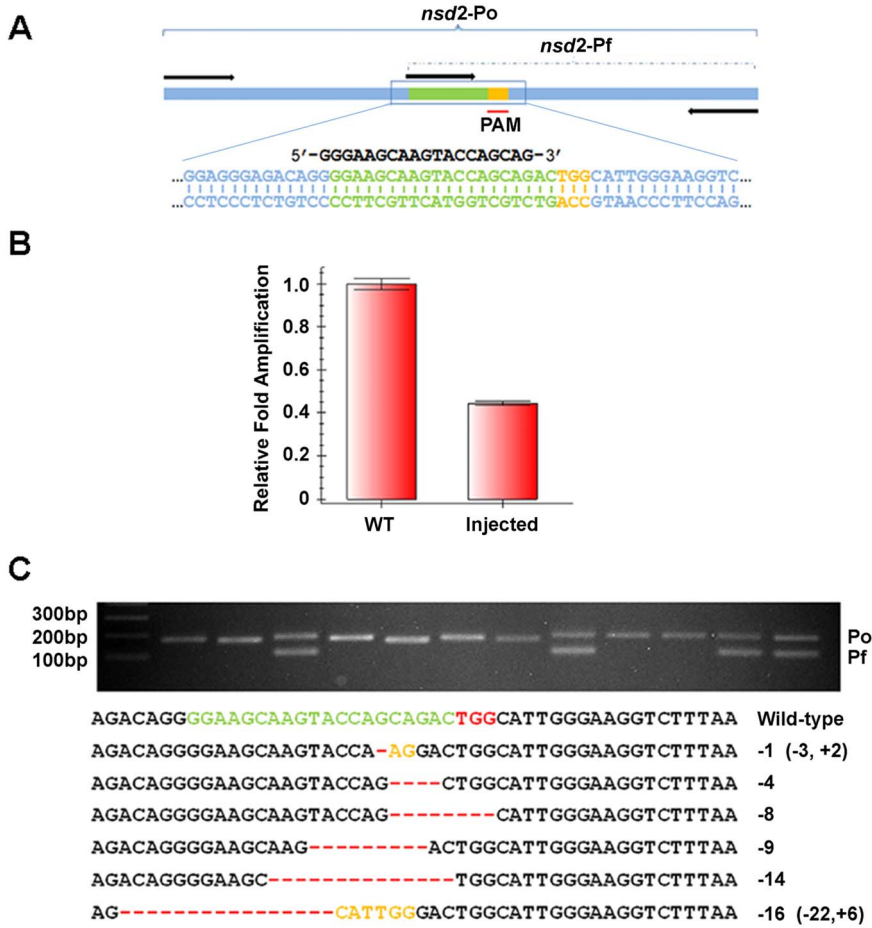 A
nsd2-Po
nsd2-Pf
PAM
5′-GGGAAGCAAGTACCAGCAG-3′
...GGAGGGAGACAGGGGAAGCAAGTACCAGCAGACTGGCATTGGGAAGGTC...
...CCTCCCTCTGTCCCCTTCGTTCATGGTCGTCTGACCGTAACCCTTCCAG...
B
Relative Fold Amplification
1.0
0.8
0.6
0.4
0.2
0
WT Injected
C
300bp
200bp Po
100bp Pf
AGACAGGGGAAGCAAGTACCAGCAGACTGGCATTGGGAAGGTCTTTAA Wild-type
AGACAGGGGAAGCAAGTACCA-AGGACTGGCATTGGGAAGGTCTTTAA -1 (-3, +2)
AGACAGGGGAAGCAAGTACCAG----CTGGCATTGGGAAGGTCTTTAA -4
AGACAGGGGAAGCAAGTACCAG--------CATTGGGAAGGTCTTTAA -8
AGACAGGGGAAGCAAG---------ACTGGCATTGGGAAGGTCTTTAA -9
AGACAGGGGAAGC--------------TGGCATTGGGAAGGTCTTTAA -14
AG----------------CATTGGGACTGGCATTGGGAAGGTCTTTAA -16 (-22,+6)